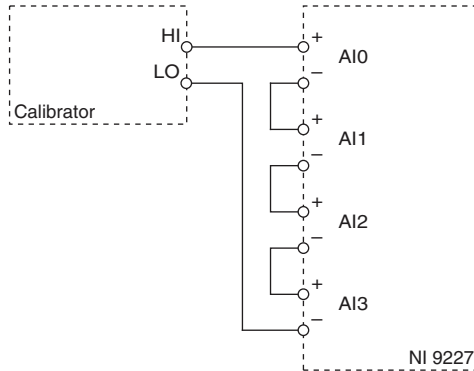 HI
LO
Calibrator
+
AI0
–
+
AI1
–
+
AI2
–
+
AI3
–
NI 9227